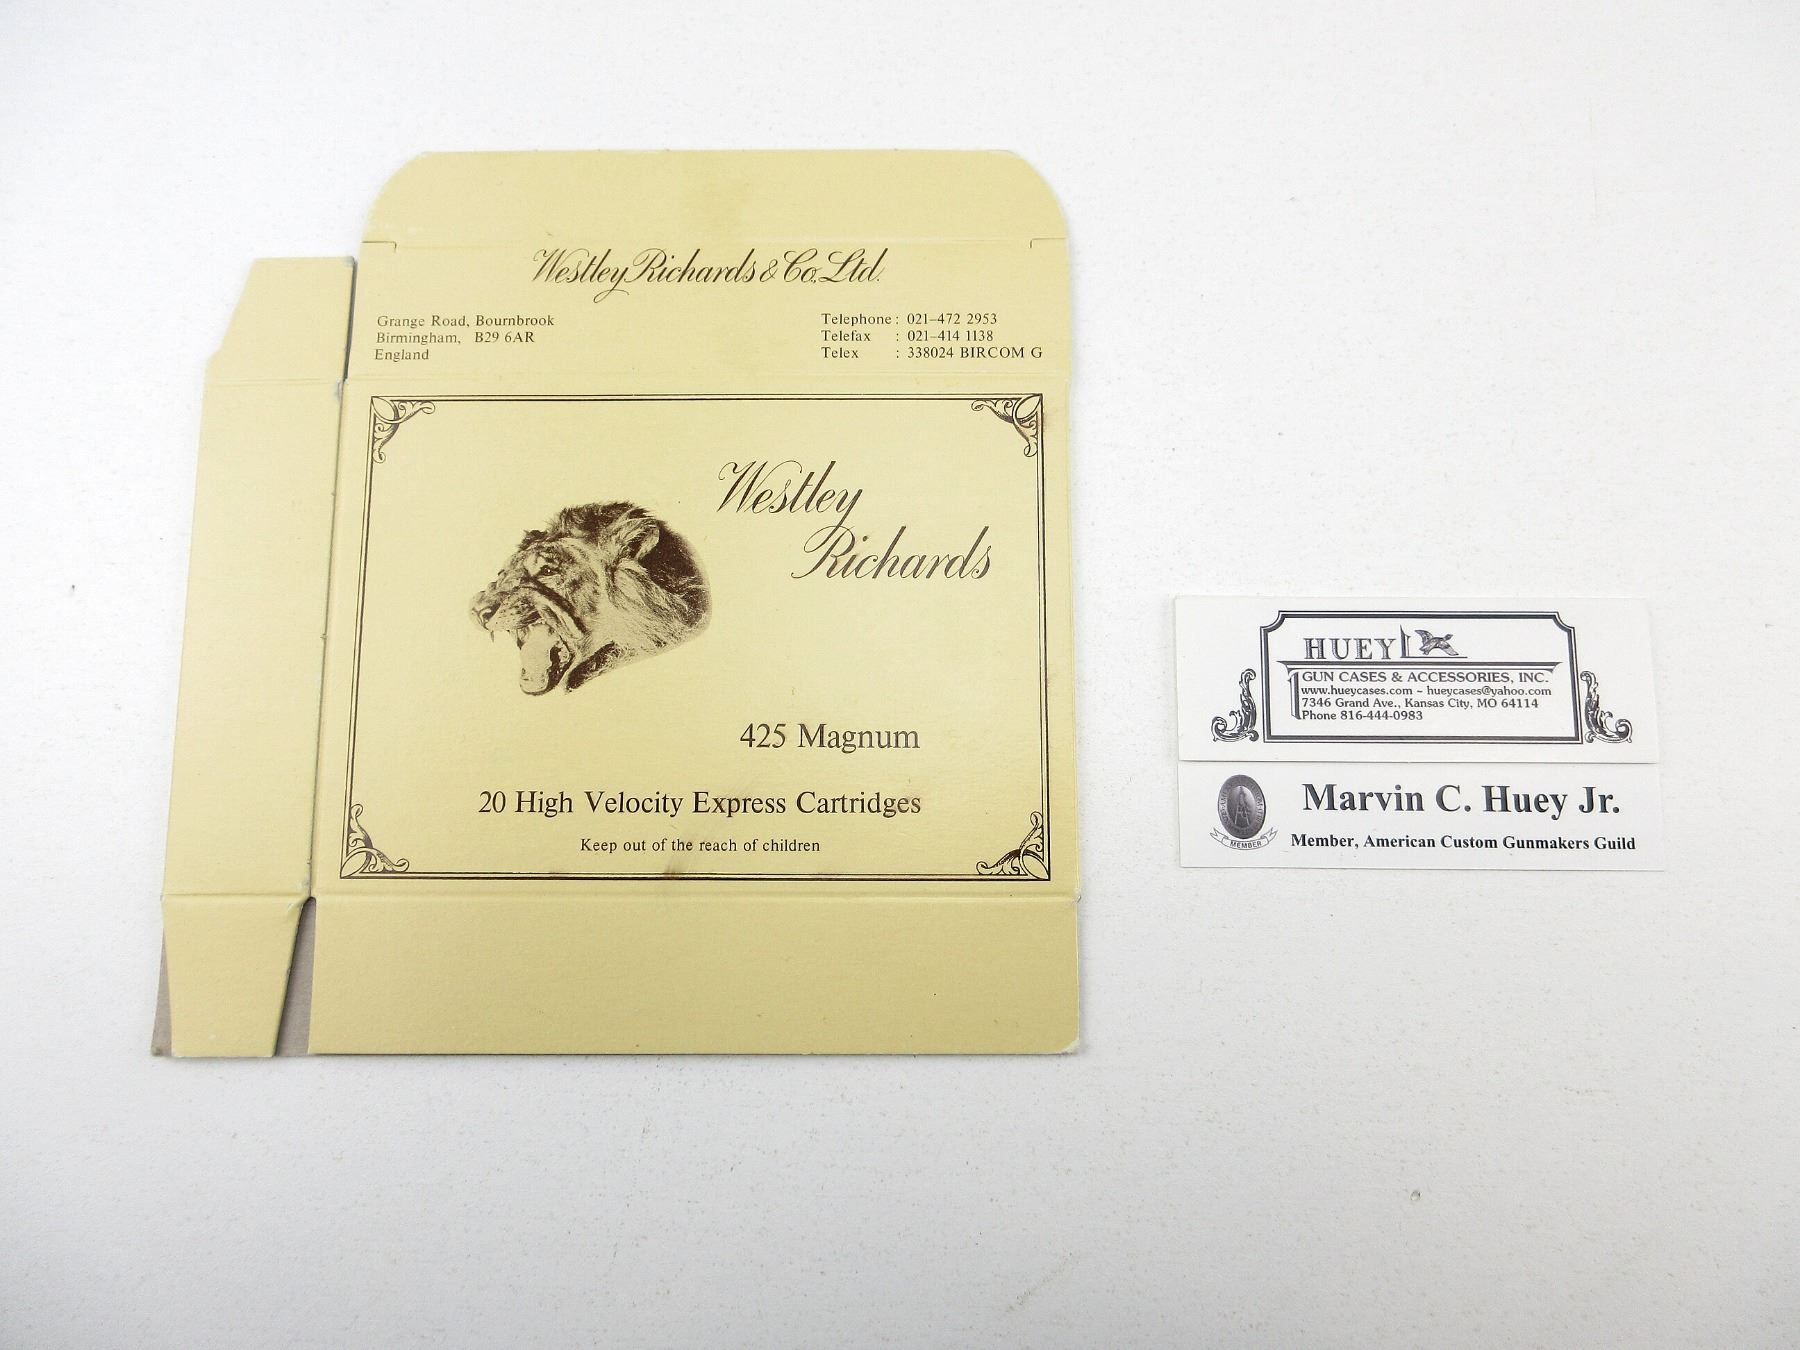 Westley Richards & Co. Ltd.
Grange Road, Bournbrook
Birmingham, B29 6AR
England
Telephone : 021-472 2953
Telefax : 021-414 1138
Telex : 338024 BIRCOM G
Westley
Richards
425 Magnum
20 High Velocity Express Cartridges
Keep out of the reach of children
HUEY
GUN CASES & ACCESSORIES, INC.
www.hueycases.com ~ hueycases@yahoo.com
7346 Grand Ave., Kansas City, MO 64114
Phone 816-444-0983
Marvin C. Huey Jr.
MEMBER
Member, American Custom Gunmakers Guild